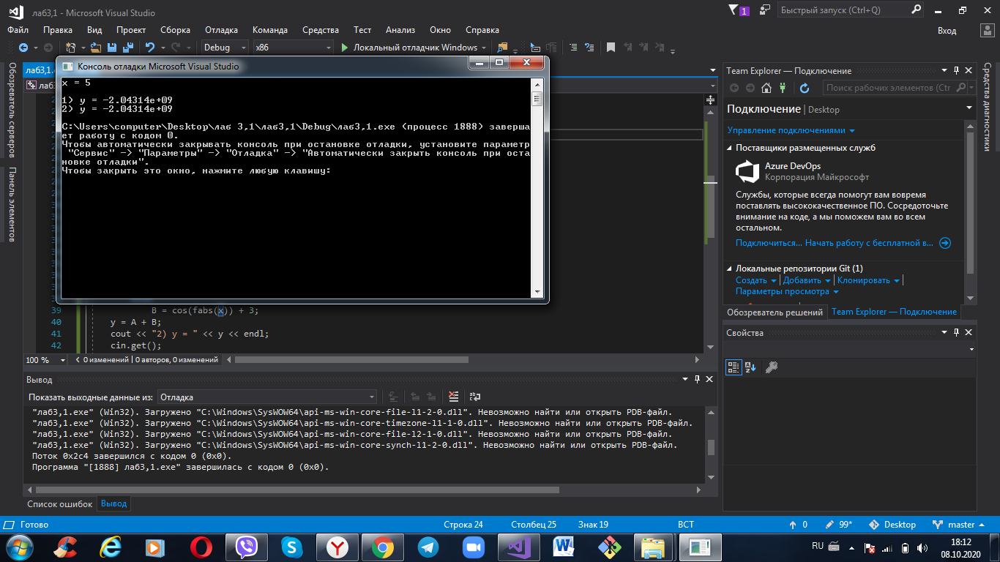 лаб3,1 - Microsoft Visual Studio
1
Быстрый запуск (Ctrl+Q)
Файл Правка Вид Проект Сборка Отладка Команда Средства Тест Анализ Окно Справка
Вход
Debug x86 Локальный отладчик Windows
Обозреватель серверов
Панель элементов
лаб3,1.
лаб
Консоль отладки Microsoft Visual Studio
x = 5
1) y = -2.04314e+09
2) y = -2.04314e+09
C:\Users\computer\Desktop\лаб 3,1\лаб3,1\Debug\лаб3,1.exe (процесс 1888) заверша
ет работу с кодом 0.
Чтобы автоматически закрывать консоль при остановке отладки, установите параметр
"Сервис" -> "Параметры" -> "Отладка" -> "Автоматически закрыть консоль при оста
новке отладки".
Чтобы закрыть это окно, нажмите любую клавишу:
39 B = cos(fabs(x)) + 3;
40 y = A + B;
41 cout << "2) y = " << y << endl;
42 cin.get();
100 % 0 изменений | 0 авторов, 0 изменений
Вывод
Показать выходные данные из: Отладка
"лаб3,1.exe" (Win32). Загружено "C:\Windows\SysWOW64\api-ms-win-core-file-l1-2-0.dll". Невозможно найти или открыть PDB-файл.
"лаб3,1.exe" (Win32). Загружено "C:\Windows\SysWOW64\api-ms-win-core-timezone-l1-1-0.dll". Невозможно найти или открыть PDB-файл.
"лаб3,1.exe" (Win32). Загружено "C:\Windows\SysWOW64\api-ms-win-core-file-l2-1-0.dll". Невозможно найти или открыть PDB-файл.
"лаб3,1.exe" (Win32). Загружено "C:\Windows\SysWOW64\api-ms-win-core-synch-l1-2-0.dll". Невозможно найти или открыть PDB-файл.
Поток 0x2c4 завершился с кодом 0 (0x0).
Программа "[1888] лаб3,1.exe" завершилась с кодом 0 (0x0).
Список ошибок Вывод
Team Explorer — Подключение
Поиск рабочих элементов (Ctr
Подключение | Desktop
Управление подключениями
Поставщики размещенных служб
Azure DevOps
Корпорация Майкрософт
Службы, которые всегда помогут вам вовремя
поставлять высококачественное ПО. Сосредоточьте
внимание на коде, а мы поможем вам во всем
остальном.
Подключиться... Начать работу с бесплатной в...
Локальные репозитории Git (1)
Создать | Добавить | Клонировать |
Параметры просмотра
Обозреватель решений Team Explorer — Подключение
Свойства
Средства диагностики
Готово Строка 24 Столбец 25 Знак 19 ВСТ 0 99* Desktop master
RU 18:12
08.10.2020